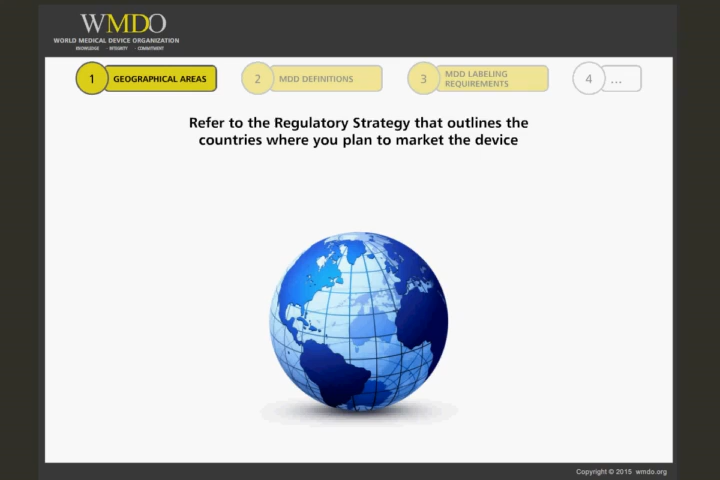 WMDO
WORLD MEDICAL DEVICE ORGANIZATION
KNOWLEDGE - INTEGRITY - COMMITMENT
1 GEOGRAPHICAL AREAS
2 MDD DEFINITIONS
3 MDD LABELING
REQUIREMENTS
4 ...
Refer to the Regulatory Strategy that outlines the
countries where you plan to market the device
Copyright © 2015 wmdo.org